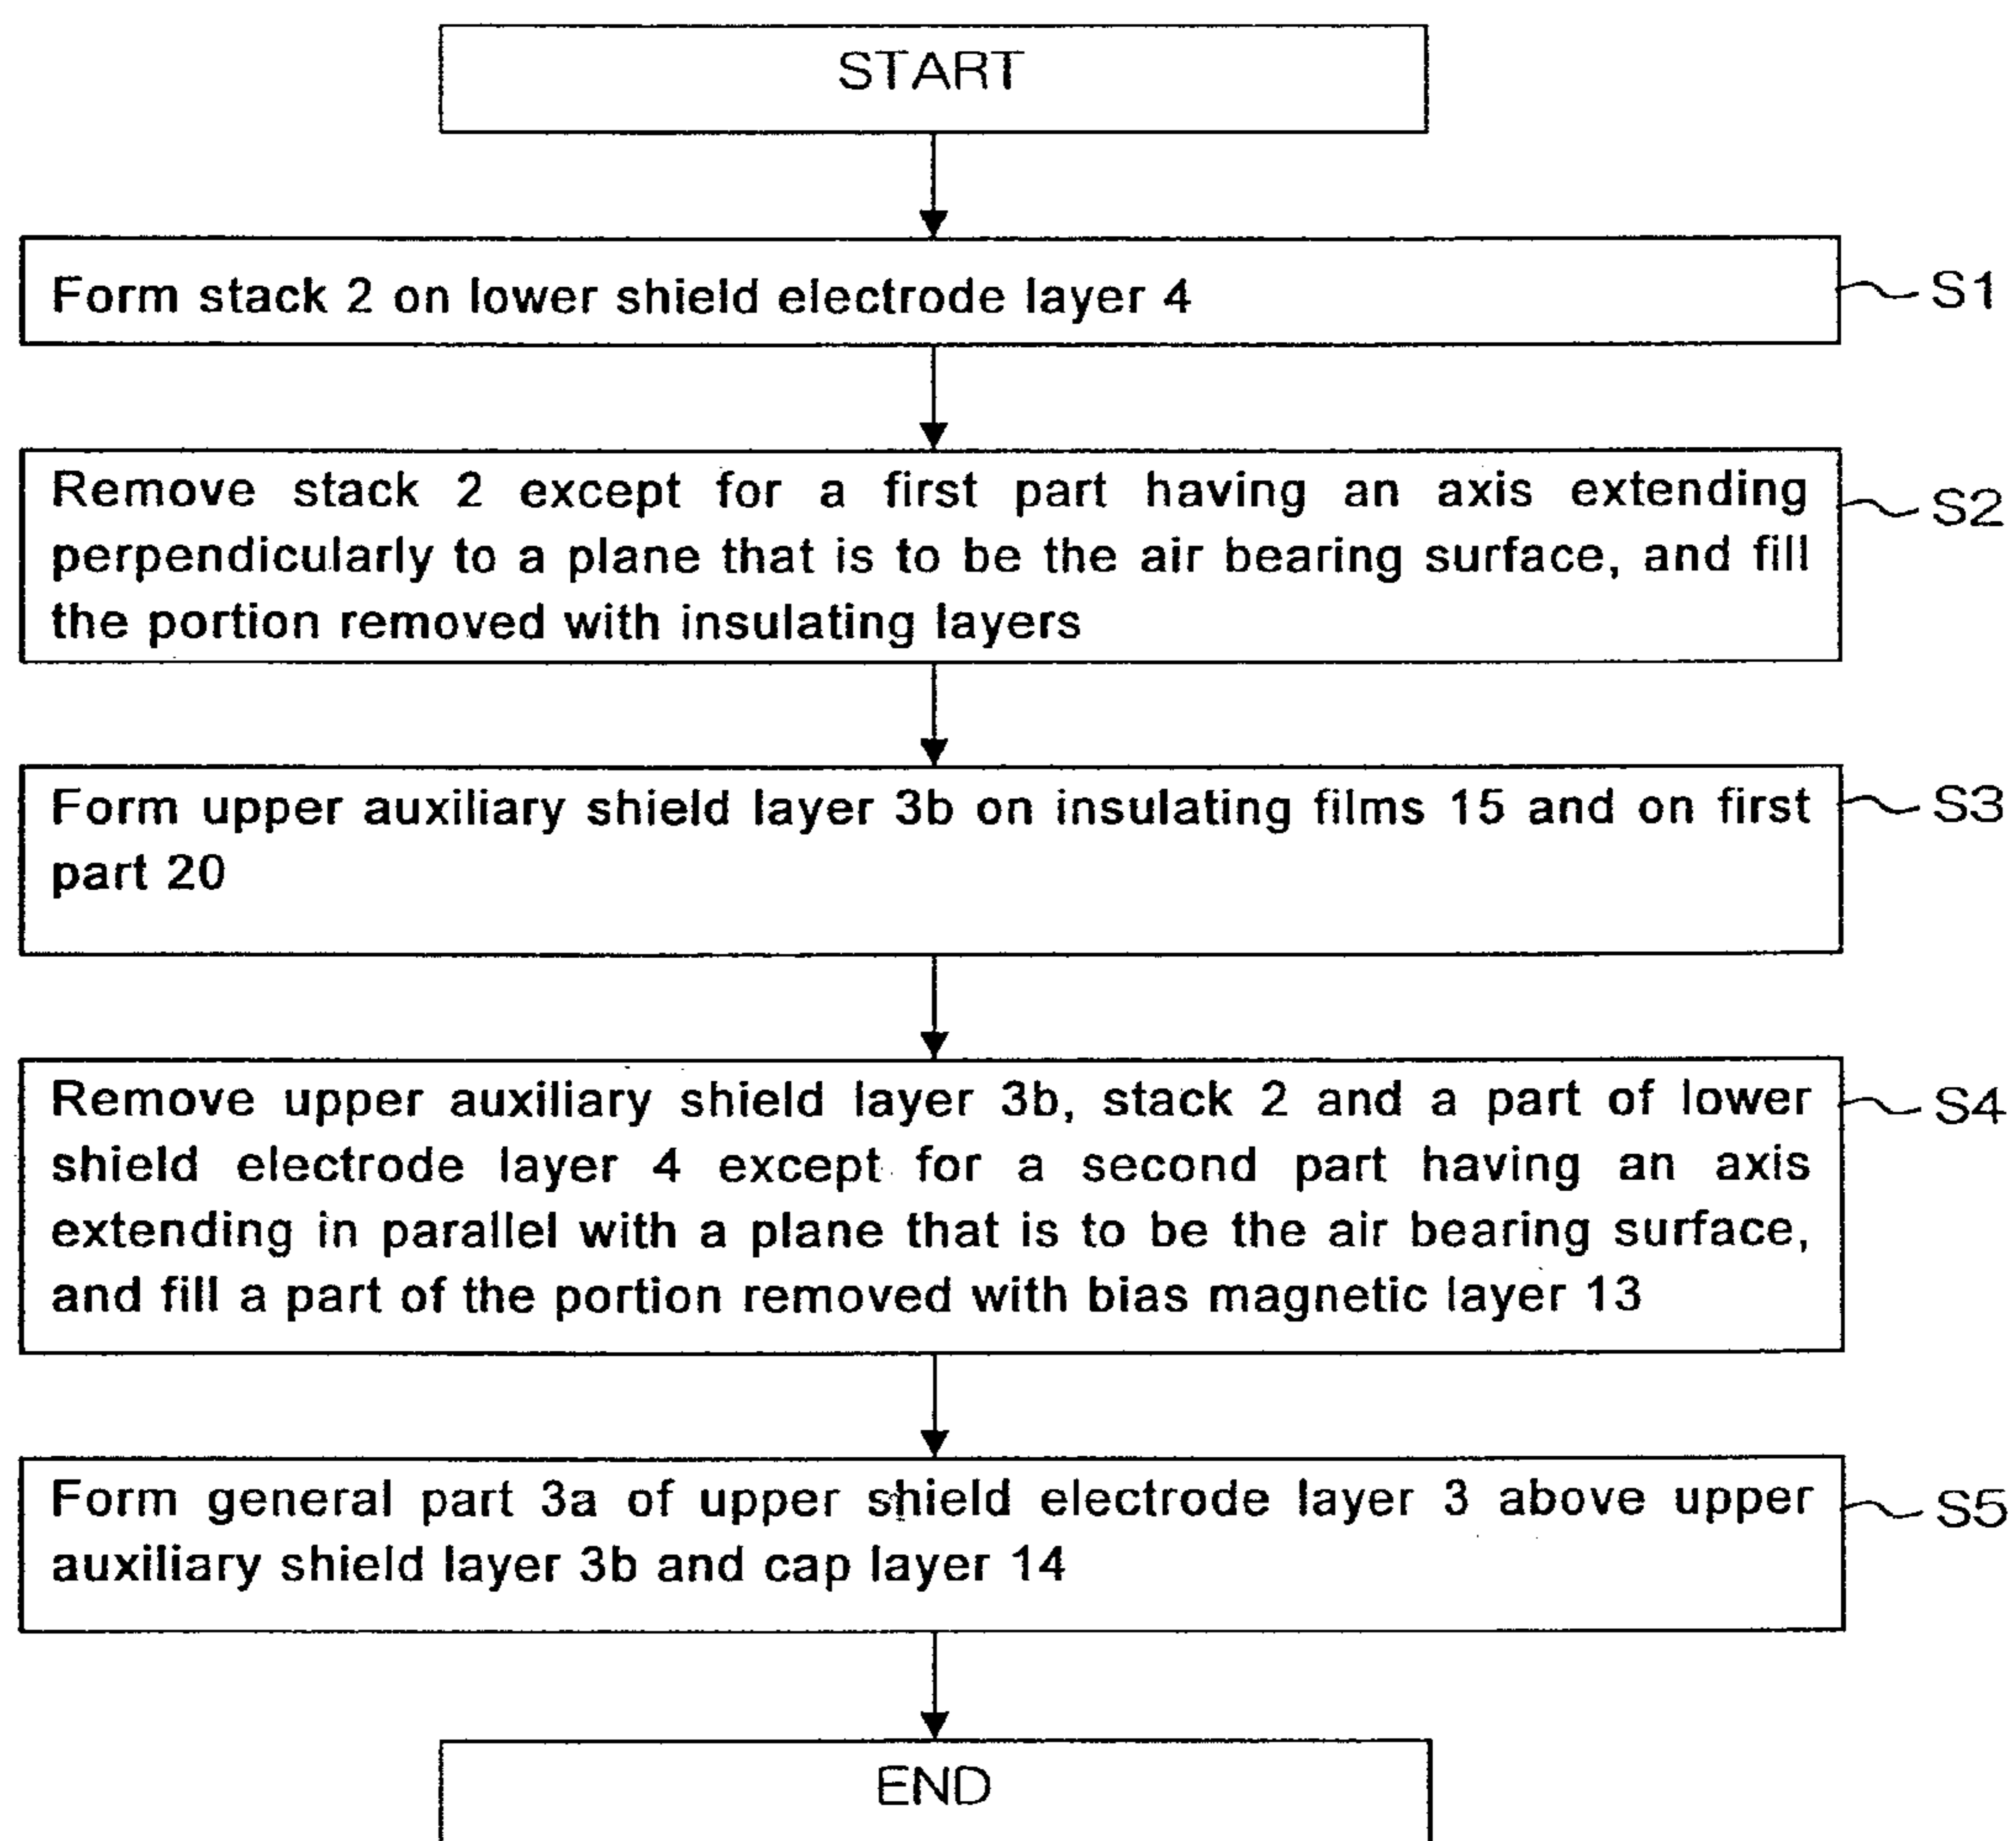 START
Form stack 2 on lower shield electrode layer 4
S1
Remove stack 2 except for a first part having an axis extending
perpendicularly to a plane that is to be the air bearing surface, and fill
the portion removed with insulating layers
S2
Form upper auxiliary shield layer 3b on insulating films 15 and on first
part 20
S3
Remove upper auxiliary shield layer 3b, stack 2 and a part of lower
shield electrode layer 4 except for a second part having an axis
extending in parallel with a plane that is to be the air bearing surface,
and fill a part of the portion removed with bias magnetic layer 13
S4
Form general part 3a of upper shield electrode layer 3 above upper
auxiliary shield layer 3b and cap layer 14
S5
END